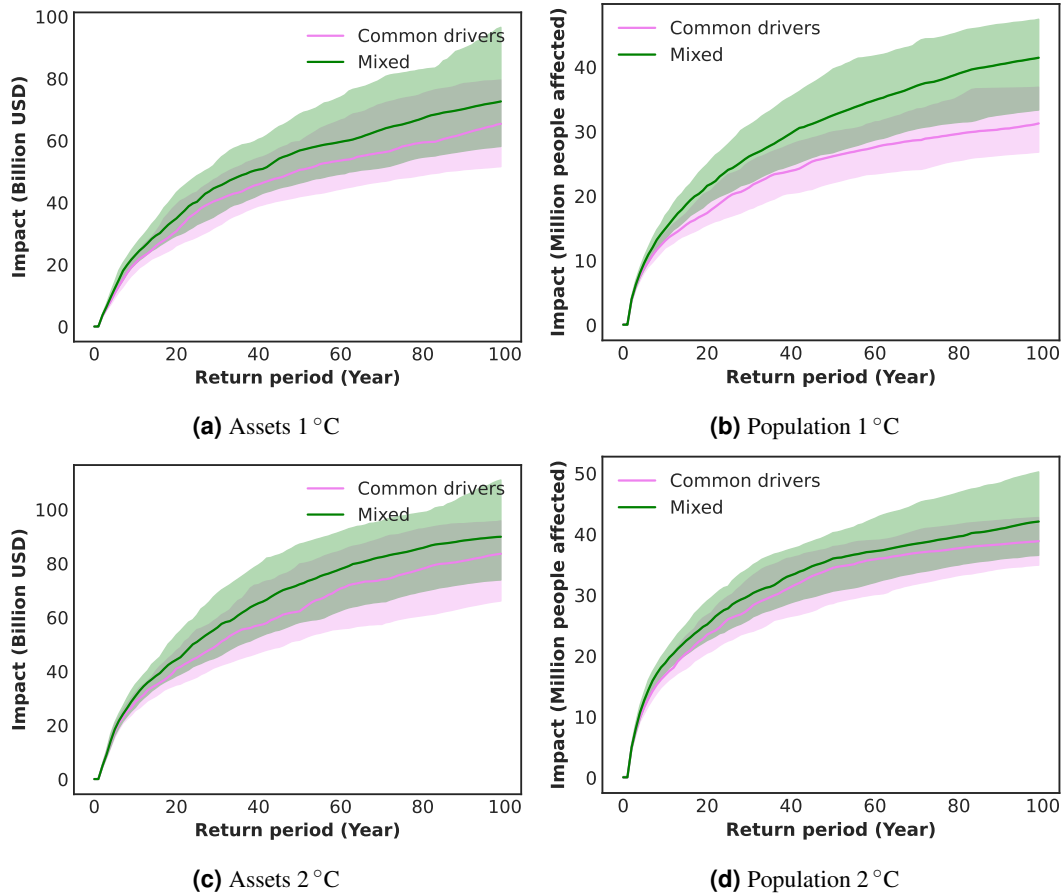 100
80
60
40
20
0
Impact (Billion USD)
Common drivers
Mixed
0 20 40 60 80 100
Return period (Year)
(a) Assets 1 °C
40
30
20
10
0
Impact (Million people affected)
Common drivers
Mixed
0 20 40 60 80 100
Return period (Year)
(b) Population 1 °C
100
80
60
40
20
0
Impact (Billion USD)
Common drivers
Mixed
0 20 40 60 80 100
Return period (Year)
(c) Assets 2 °C
50
40
30
20
10
0
Impact (Million people affected)
Common drivers
Mixed
0 20 40 60 80 100
Return period (Year)
(d) Population 2 °C